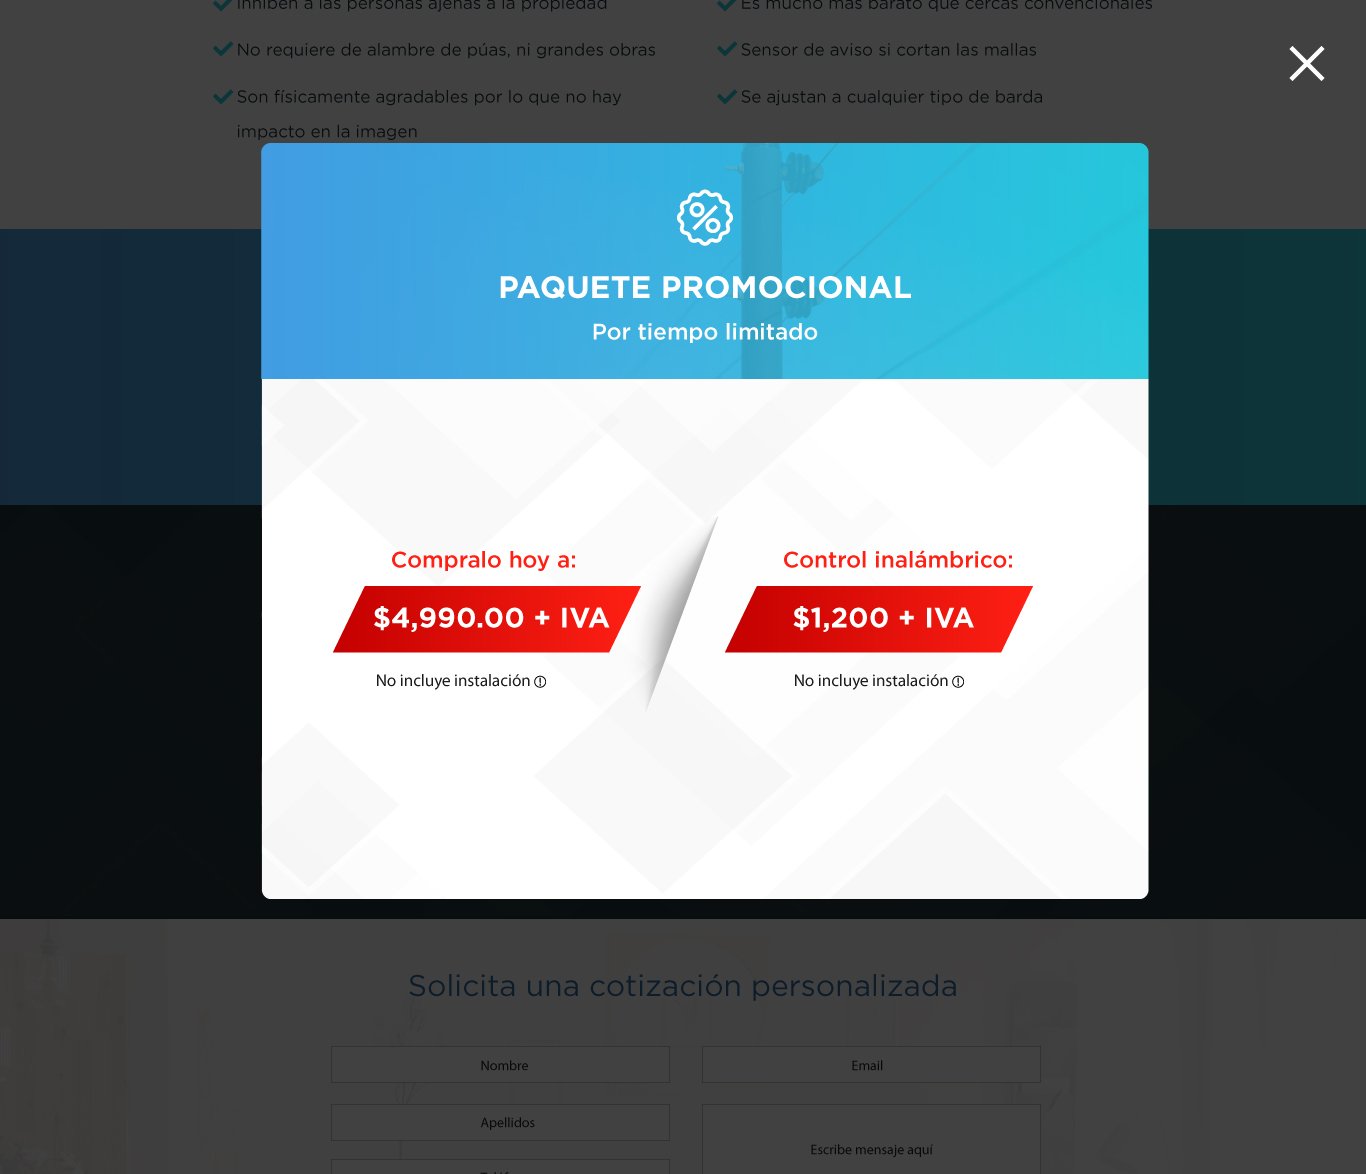 Inhiben a las personas ajenas a la propiedad
Es mucho más barato que cercas convencionales
No requiere de alambre de púas, ni grandes obras
Sensor de aviso si cortan las mallas
Son físicamente agradables por lo que no hay
impacto en la imagen
Se ajustan a cualquier tipo de barda
PAQUETE PROMOCIONAL
Por tiempo limitado
Compralo hoy a:
$4,990.00 + IVA
No incluye instalación
Control inalámbrico:
$1,200 + IVA
No incluye instalación
Solicita una cotización personalizada
Nombre
Email
Apellidos
Escribe mensaje aquí